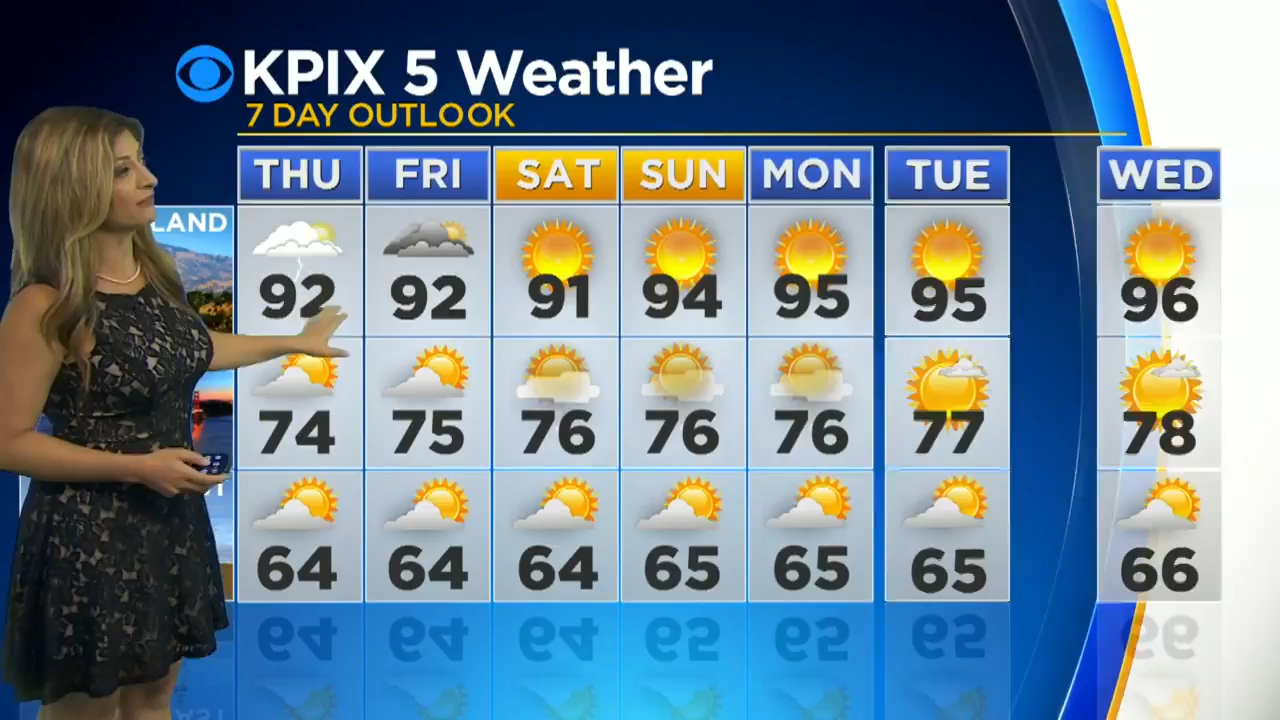 KPIX 5 Weather
7 DAY OUTLOOK
THU FRI SAT SUN MON TUE WED
LAND
92 92 91 94 95 95 96
74 75 76 76 76 77 78
64 64 64 65 65 65 66